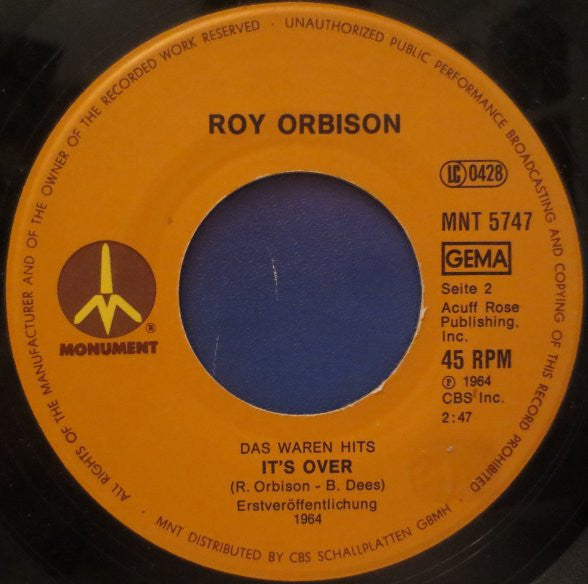 ALL RIGHTS OF THE MANUFACTURER AND OF THE OWNER OF THE RECORDED WORK RESERVED · UNAUTHORIZED PUBLIC PERFORMANCE BROADCASTING AND COPYING OF THIS RECORD PROHIBITED
ROY ORBISON
LC 0428
MNT 5747
GEMA
Seite 2
Acuff Rose
Publishing,
Inc.
45 RPM
℗ 1964
CBS Inc.
2:47
®
MONUMENT
DAS WAREN HITS
IT'S OVER
(R. Orbison - B. Dees)
Erstveröffentlichung
1964
· MNT DISTRIBUTED BY CBS SCHALLPLATTEN GMBH ·